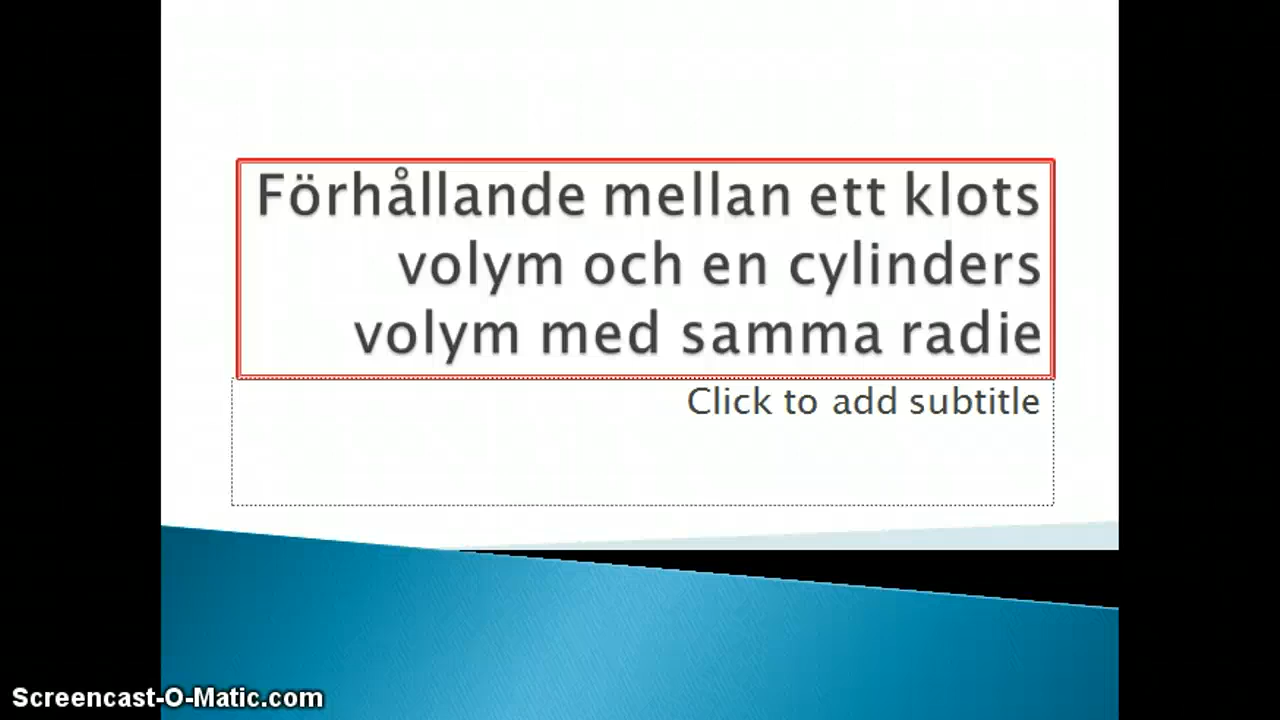 Förhållande mellan ett klots
volym och en cylinders
volym med samma radie
Click to add subtitle
Screencast-O-Matic.com